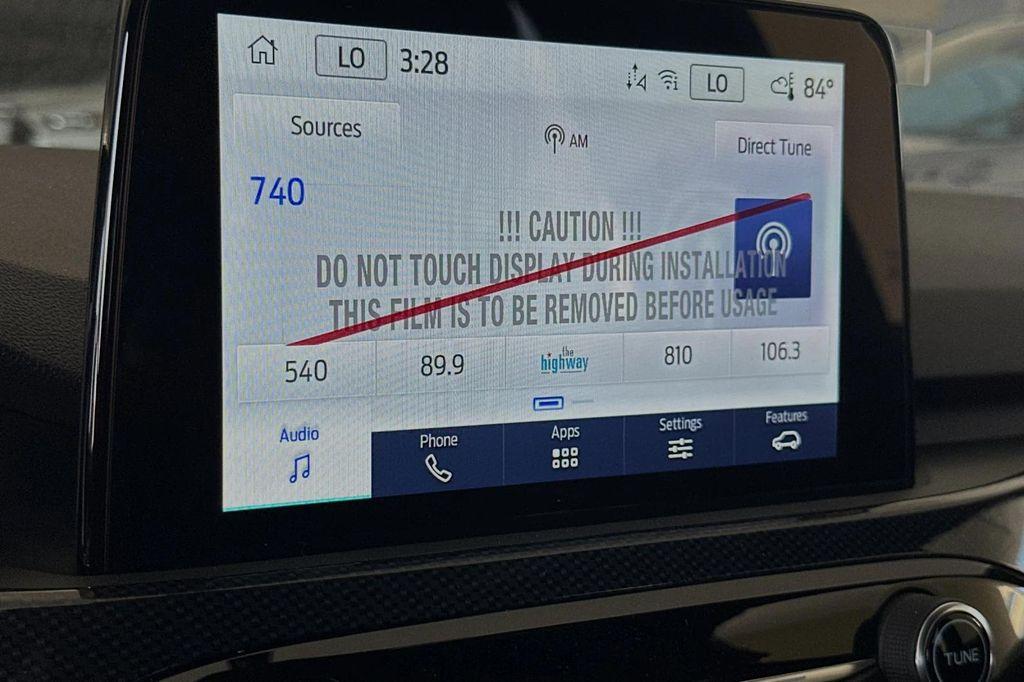 LO 3:28 LO 84°
Sources
AM
Direct Tune
740
!!! CAUTION !!!
DO NOT TOUCH DISPLAY DURING INSTALLATION
THIS FILM IS TO BE REMOVED BEFORE USAGE
540 89.9 the highway 810 106.3
Audio Phone Apps Settings Features
TUNE